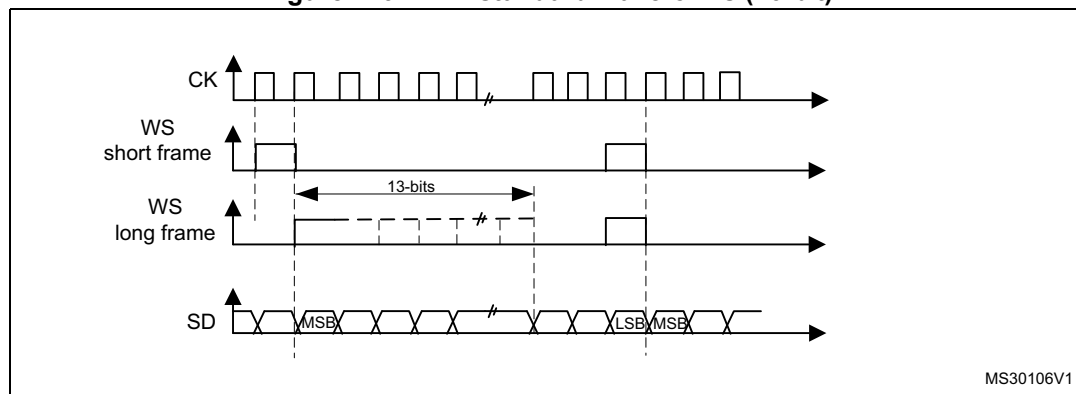 CK
WS
short frame
13-bits
WS
long frame
SD
MSB
LSB
MSB
MS30106V1